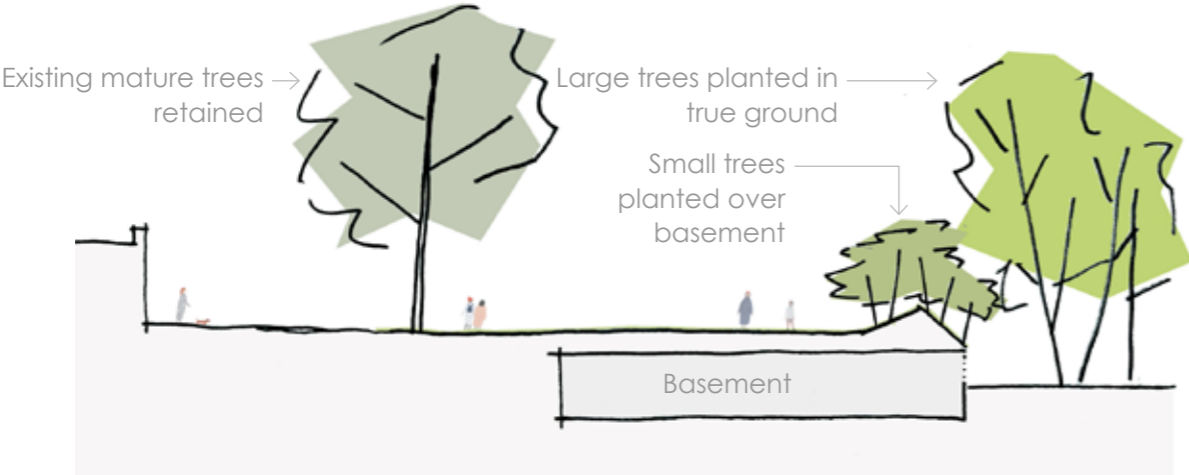 Existing mature trees
retained
Large trees planted in
true ground
Small trees
planted over
basement
Basement